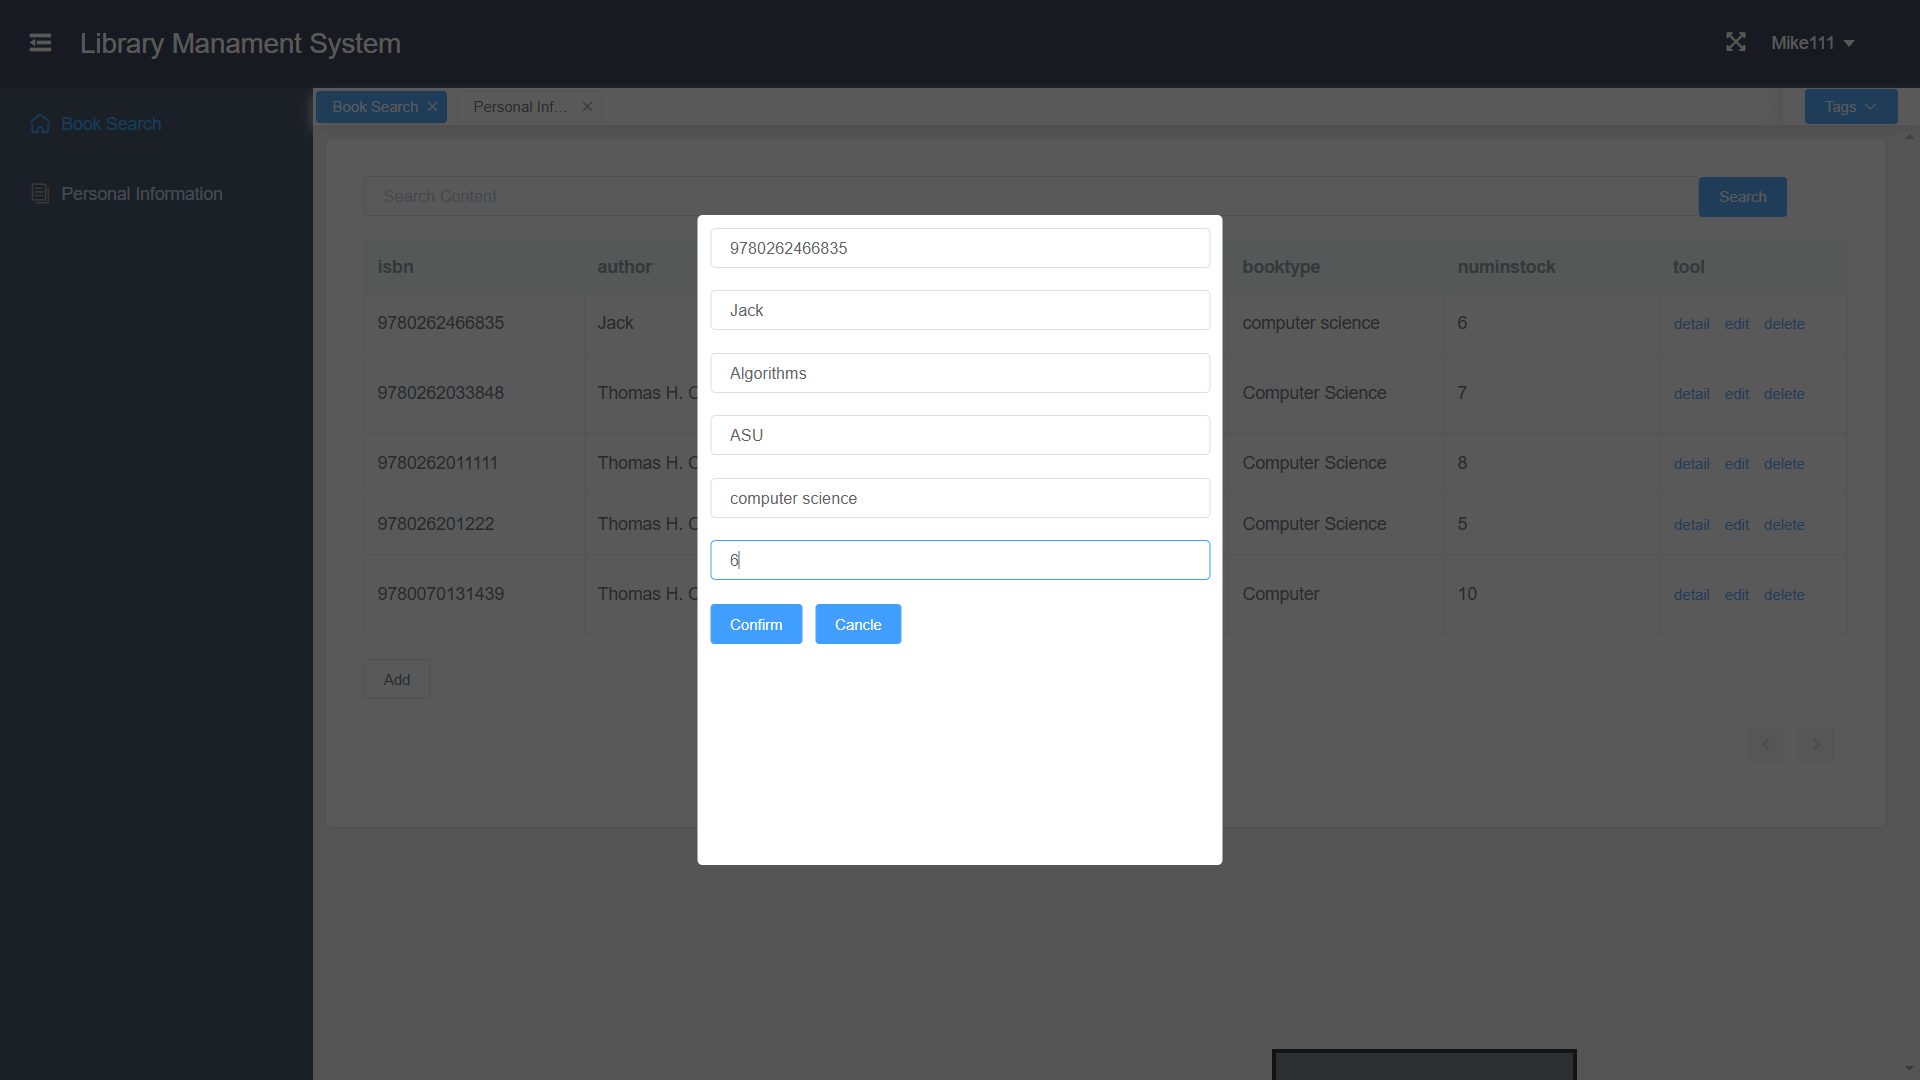 Library Manament System
Mike111
Book Search
Personal Information
Book Search
Personal Inf...
Tags
Search Content
Search
isbn author booktype numinstock tool
9780262466835 Jack computer science 6 detail edit delete
9780262033848 Thomas H. Computer Science 7 detail edit delete
9780262011111 Thomas H. Computer Science 8 detail edit delete
978026201222 Thomas H. Computer Science 5 detail edit delete
9780070131439 Thomas H. Computer 10 detail edit delete
Add
9780262466835
Jack
Algorithms
ASU
computer science
6
Confirm Cancle